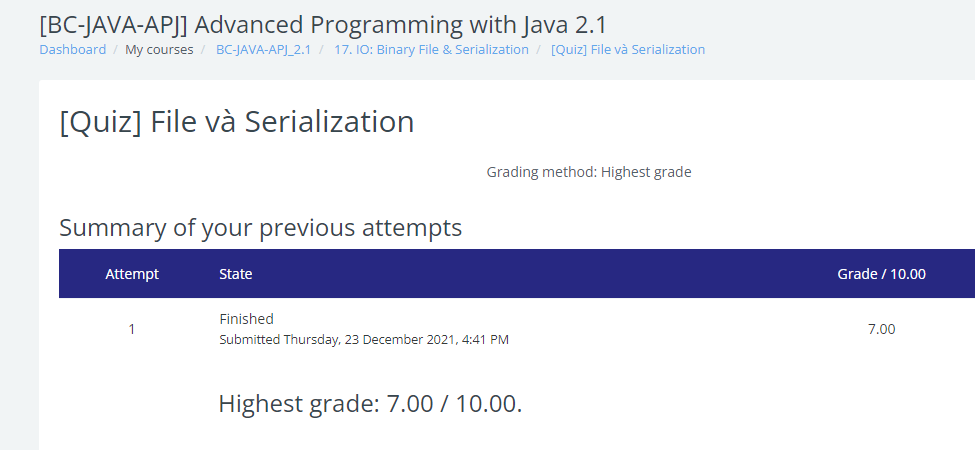 [BC-JAVA-APJ] Advanced Programming with Java 2.1
Dashboard / My courses / BC-JAVA-APJ_2.1 / 17. IO: Binary File & Serialization / [Quiz] File và Serialization
[Quiz] File và Serialization
Grading method: Highest grade
Summary of your previous attempts
Attempt State Grade / 10.00
1 Finished 7.00
Submitted Thursday, 23 December 2021, 4:41 PM
Highest grade: 7.00 / 10.00.